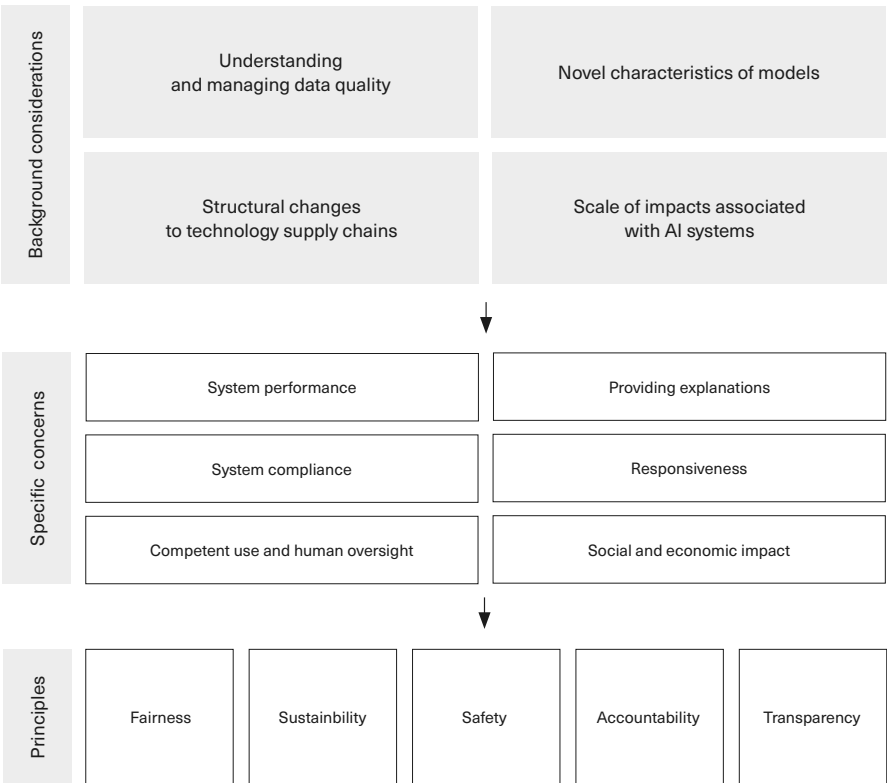 Background considerations
Understanding
and managing data quality
Novel characteristics of models
Structural changes
to technology supply chains
Scale of impacts associated
with AI systems
Specific concerns
System performance
Providing explanations
System compliance
Responsiveness
Competent use and human oversight
Social and economic impact
Principles
Fairness
Sustainbility
Safety
Accountability
Transparency